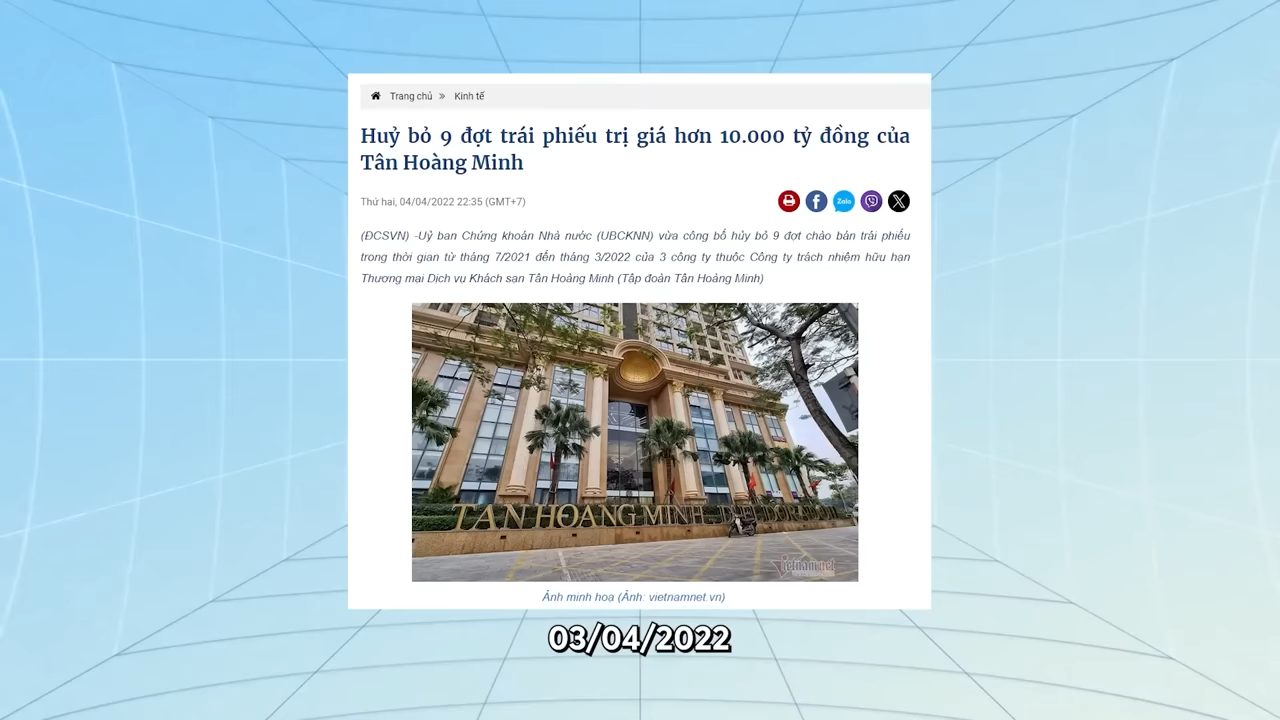 Trang chủ » Kinh tế
Huỷ bỏ 9 đợt trái phiếu trị giá hơn 10.000 tỷ đồng của
Tân Hoàng Minh
Thứ hai, 04/04/2022 22:35 (GMT+7)
Zalo
(ĐCSVN) -Uỷ ban Chứng khoán Nhà nước (UBCKNN) vừa công bố hủy bỏ 9 đợt chào bán trái phiếu
trong thời gian từ tháng 7/2021 đến tháng 3/2022 của 3 công ty thuộc Công ty trách nhiệm hữu hạn
Thương mại Dịch vụ Khách sạn Tân Hoàng Minh (Tập đoàn Tân Hoàng Minh)
TAN HOANG MINH
vietnamnet
Ảnh minh họa (Ảnh: vietnamnet.vn)
03/04/2022